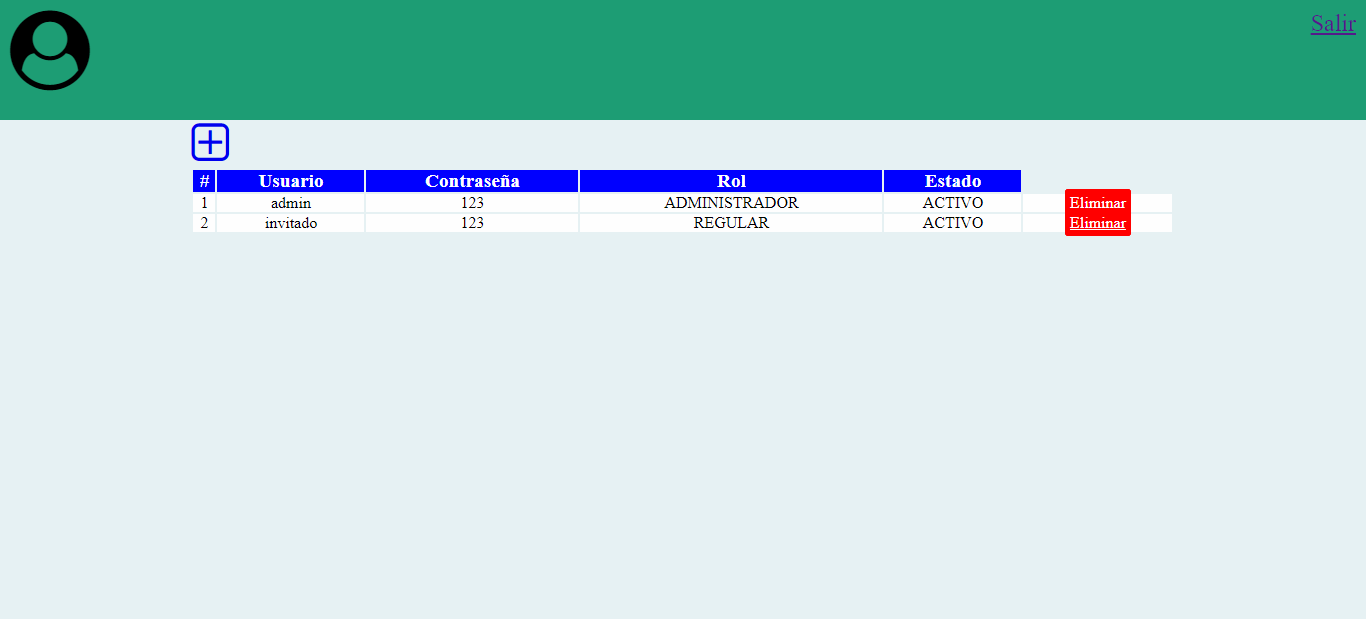 Salir
# Usuario Contraseña Rol Estado
1 admin 123 ADMINISTRADOR ACTIVO Eliminar
2 invitado 123 REGULAR ACTIVO Eliminar